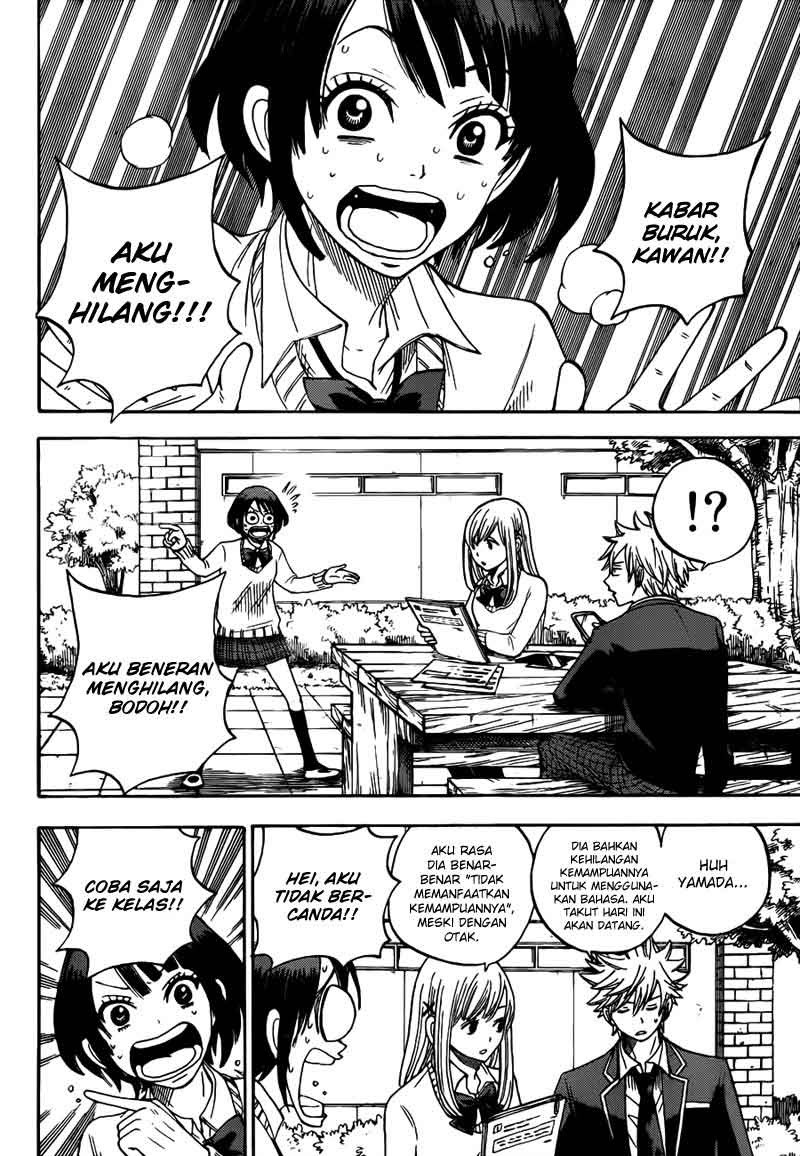 KABAR
BURUK,
KAWAN!!
AKU
MENG-
HILANG!!!
!?
AKU BENERAN
MENGHILANG,
BODOH!!
HUH
YAMADA...
DIA BAHKAN
KEHILANGAN
KEMAMPUANNYA
UNTUK MENGGUNA-
KAN BAHASA. AKU
TAKUT HARI INI
AKAN DATANG.
AKU RASA
DIA BENAR-
BENAR "TIDAK
MEMANFAATKAN
KEMAMPUANNYA",
MESKI DENGAN
OTAK.
HEI, AKU
TIDAK BER-
CANDA!!
COBA SAJA
KE KELAS!!